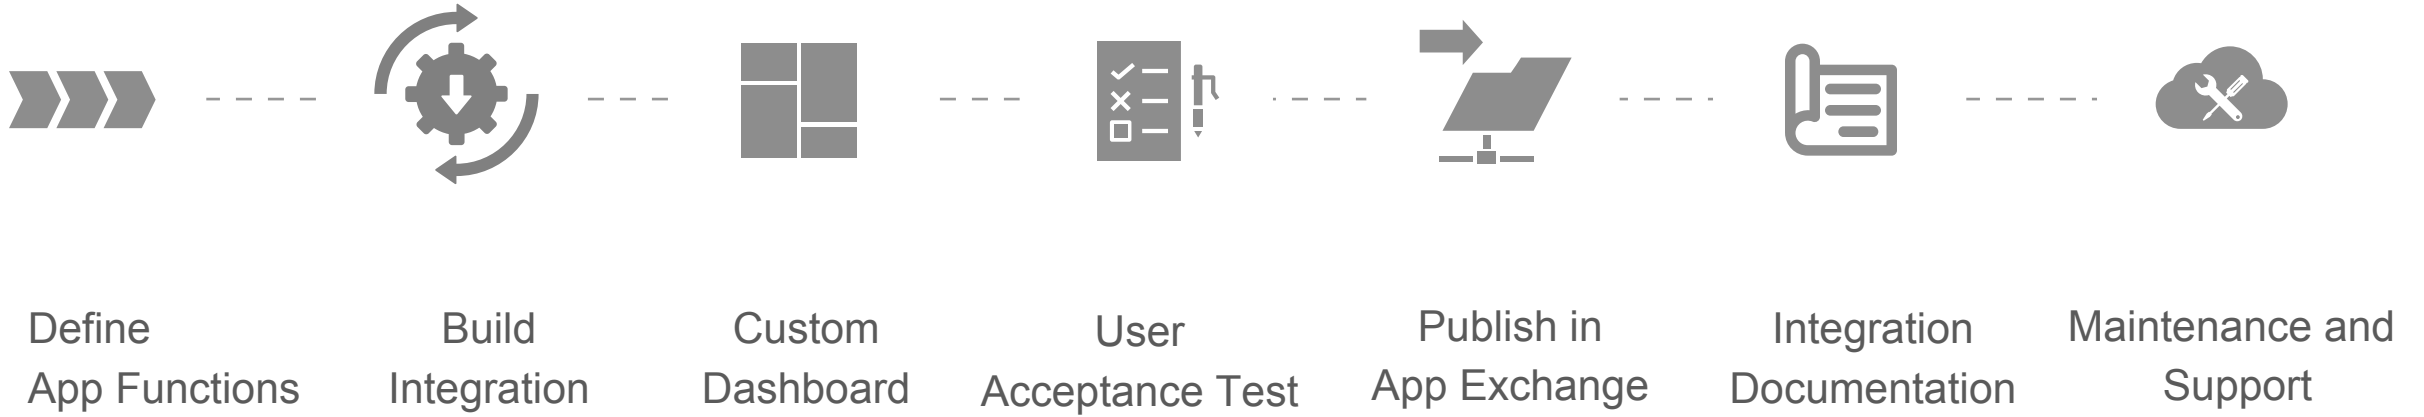 Define
App Functions
Build
Integration
Custom
Dashboard
User
Acceptance Test
Publish in
App Exchange
Integration
Documentation
Maintenance and
Support